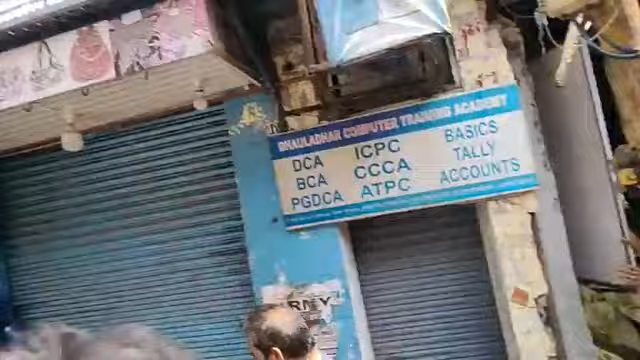 DHAULADHAR COMPUTER TRAINING ACADEMY
DCA ICPC BASICS
BCA CCCA TALLY
PGDCA ATPC ACCOUNTS